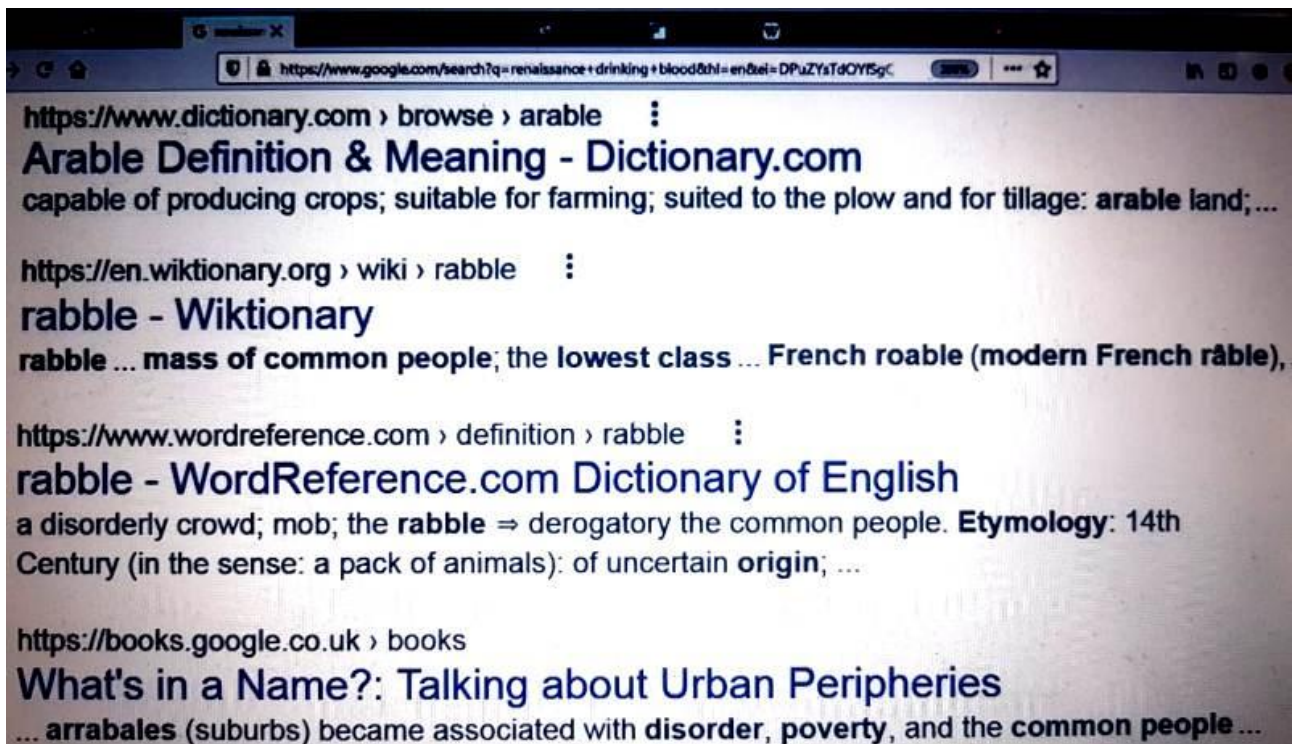 https://www.google.com/search?q=renaissance+drinking+blood&hl=en&ei=DPuZYsTdOYfSgC
https://www.dictionary.com › browse › arable
Arable Definition & Meaning - Dictionary.com
capable of producing crops; suitable for farming; suited to the plow and for tillage: arable land;...
https://en.wiktionary.org › wiki › rabble
rabble - Wiktionary
rabble ... mass of common people; the lowest class ... French roable (modern French râble),
https://www.wordreference.com › definition › rabble
rabble - WordReference.com Dictionary of English
a disorderly crowd; mob; the rabble ⇒ derogatory the common people. Etymology: 14th
Century (in the sense: a pack of animals): of uncertain origin; ...
https://books.google.co.uk › books
What's in a Name?: Talking about Urban Peripheries
... arrabales (suburbs) became associated with disorder, poverty, and the common people ...